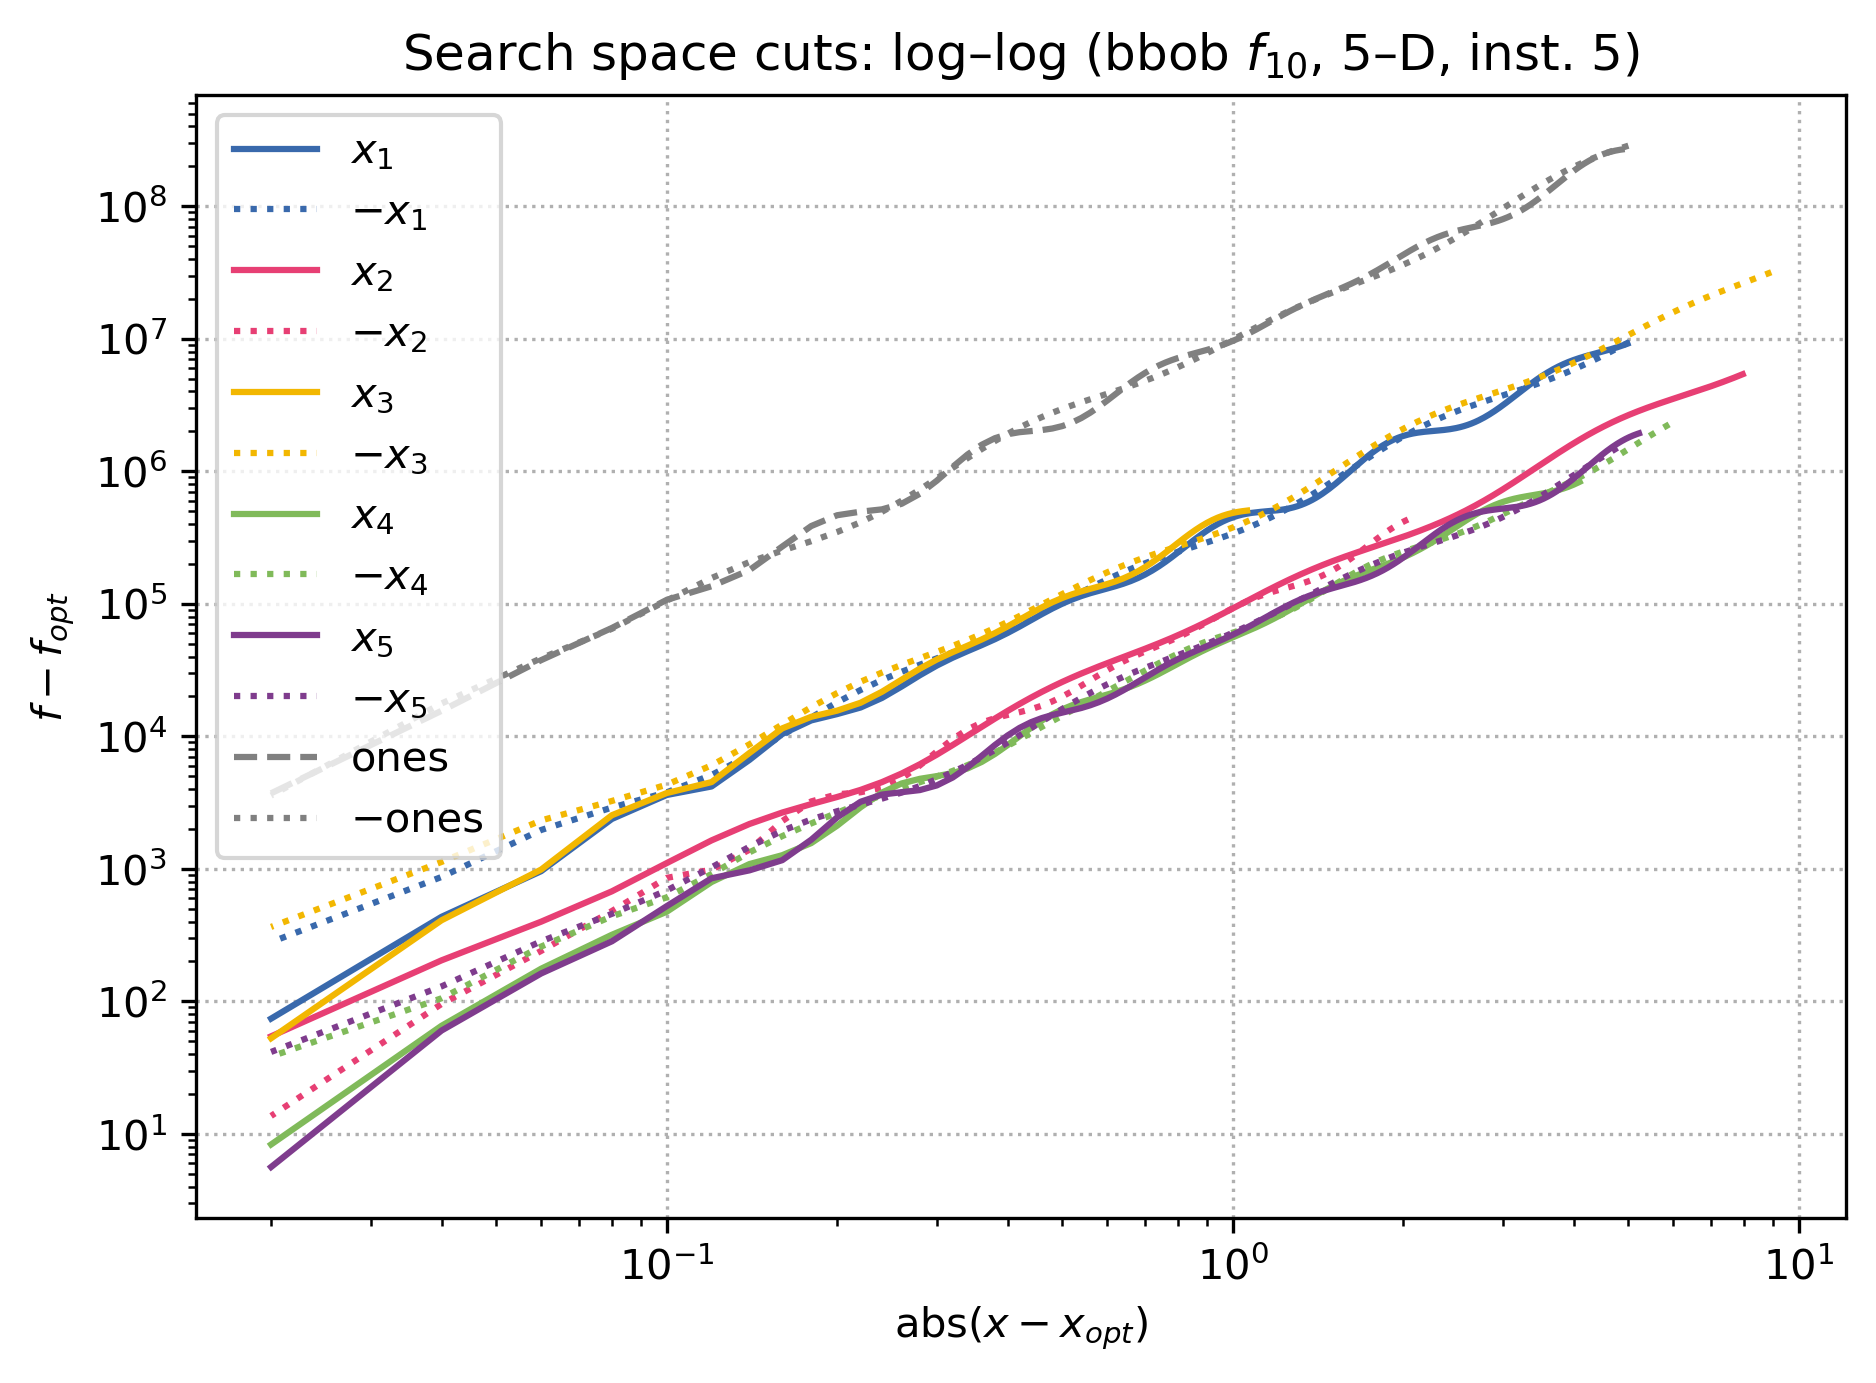 Search space cuts: log–log (bbob f10, 5–D, inst. 5)
x1
−x1
x2
−x2
x3
−x3
x4
−x4
x5
−x5
ones
−ones
10^8
10^7
10^6
10^5
10^4
10^3
10^2
10^1
f − fopt
10^−1
10^0
10^1
abs(x − xopt)